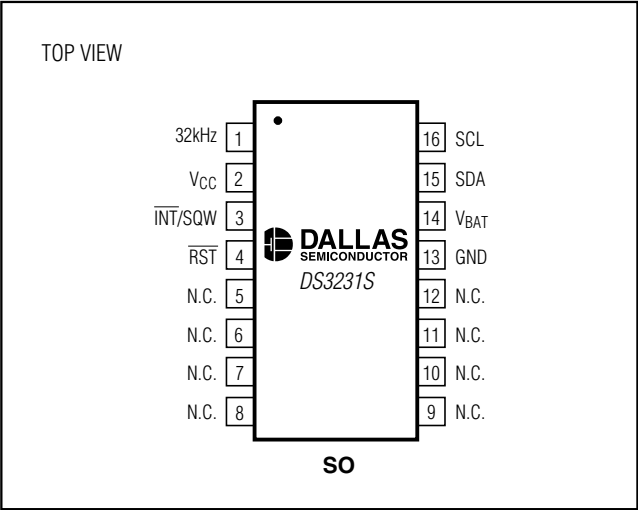 TOP VIEW
32kHz 1 16 SCL
VCC 2 15 SDA
INT/SQW 3 14 VBAT
DALLAS
SEMICONDUCTOR
RST 4 13 GND
DS3231S
N.C. 5 12 N.C.
N.C. 6 11 N.C.
N.C. 7 10 N.C.
N.C. 8 9 N.C.
SO